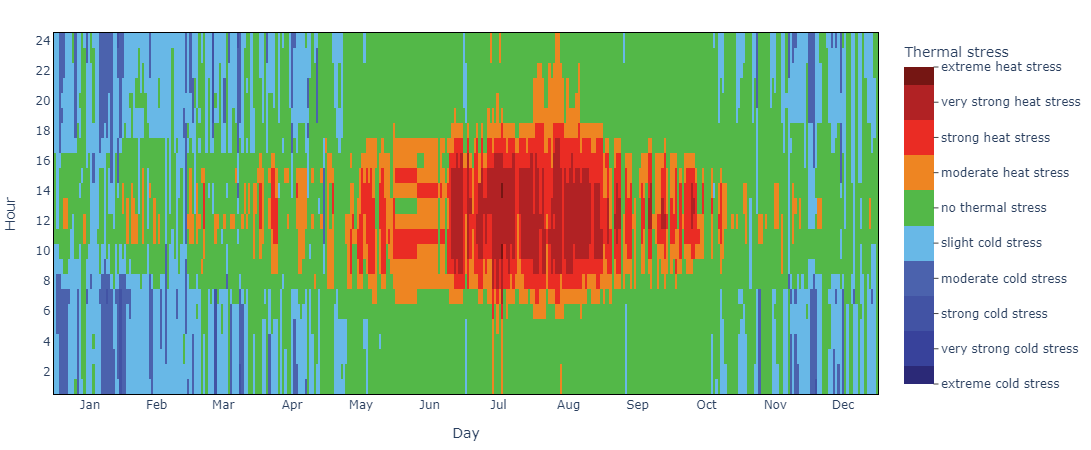 Thermal stress
extreme heat stress
very strong heat stress
strong heat stress
moderate heat stress
no thermal stress
slight cold stress
moderate cold stress
strong cold stress
very strong cold stress
extreme cold stress
24
22
20
18
16
14
12
10
8
6
4
2
Hour
Jan Feb Mar Apr May Jun Jul Aug Sep Oct Nov Dec
Day